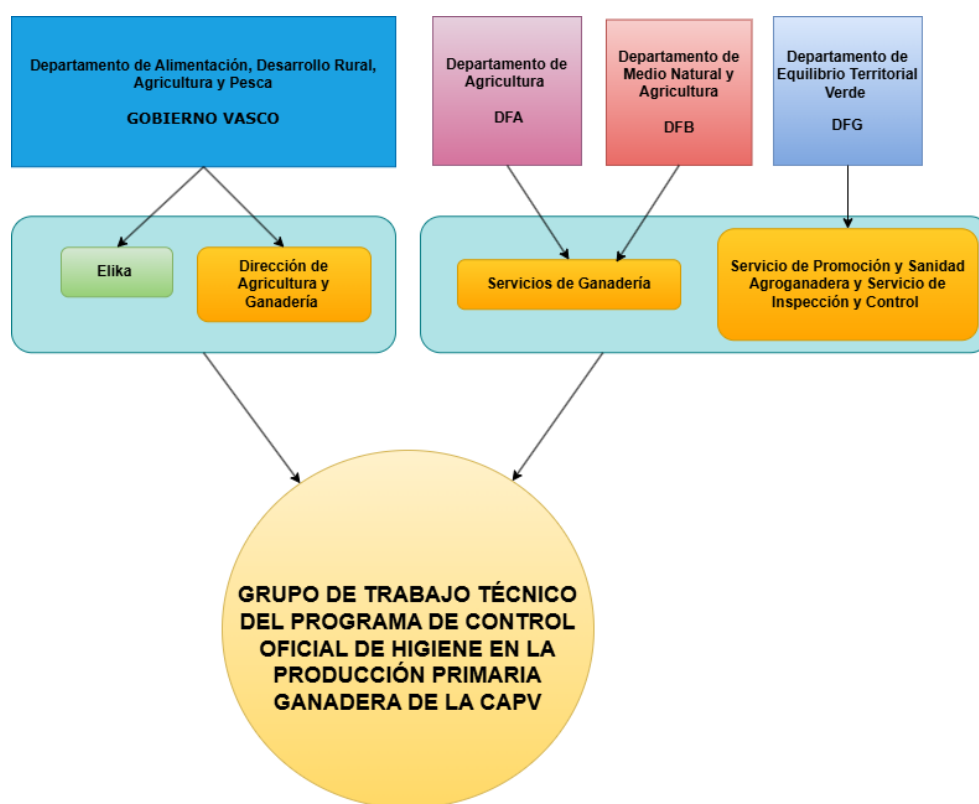 Departamento de Alimentación, Desarrollo Rural,
Agricultura y Pesca
GOBIERNO VASCO
Departamento de
Agricultura
DFA
Departamento de
Medio Natural y
Agricultura
DFB
Departamento de
Equilibrio Territorial
Verde
DFG
Elika
Dirección de
Agricultura y
Ganadería
Servicios de Ganadería
Servicio de Promoción y Sanidad
Agroganadera y Servicio de
Inspección y Control
GRUPO DE TRABAJO TÉCNICO
DEL PROGRAMA DE CONTROL
OFICIAL DE HIGIENE EN LA
PRODUCCIÓN PRIMARIA
GANADERA DE LA CAPV